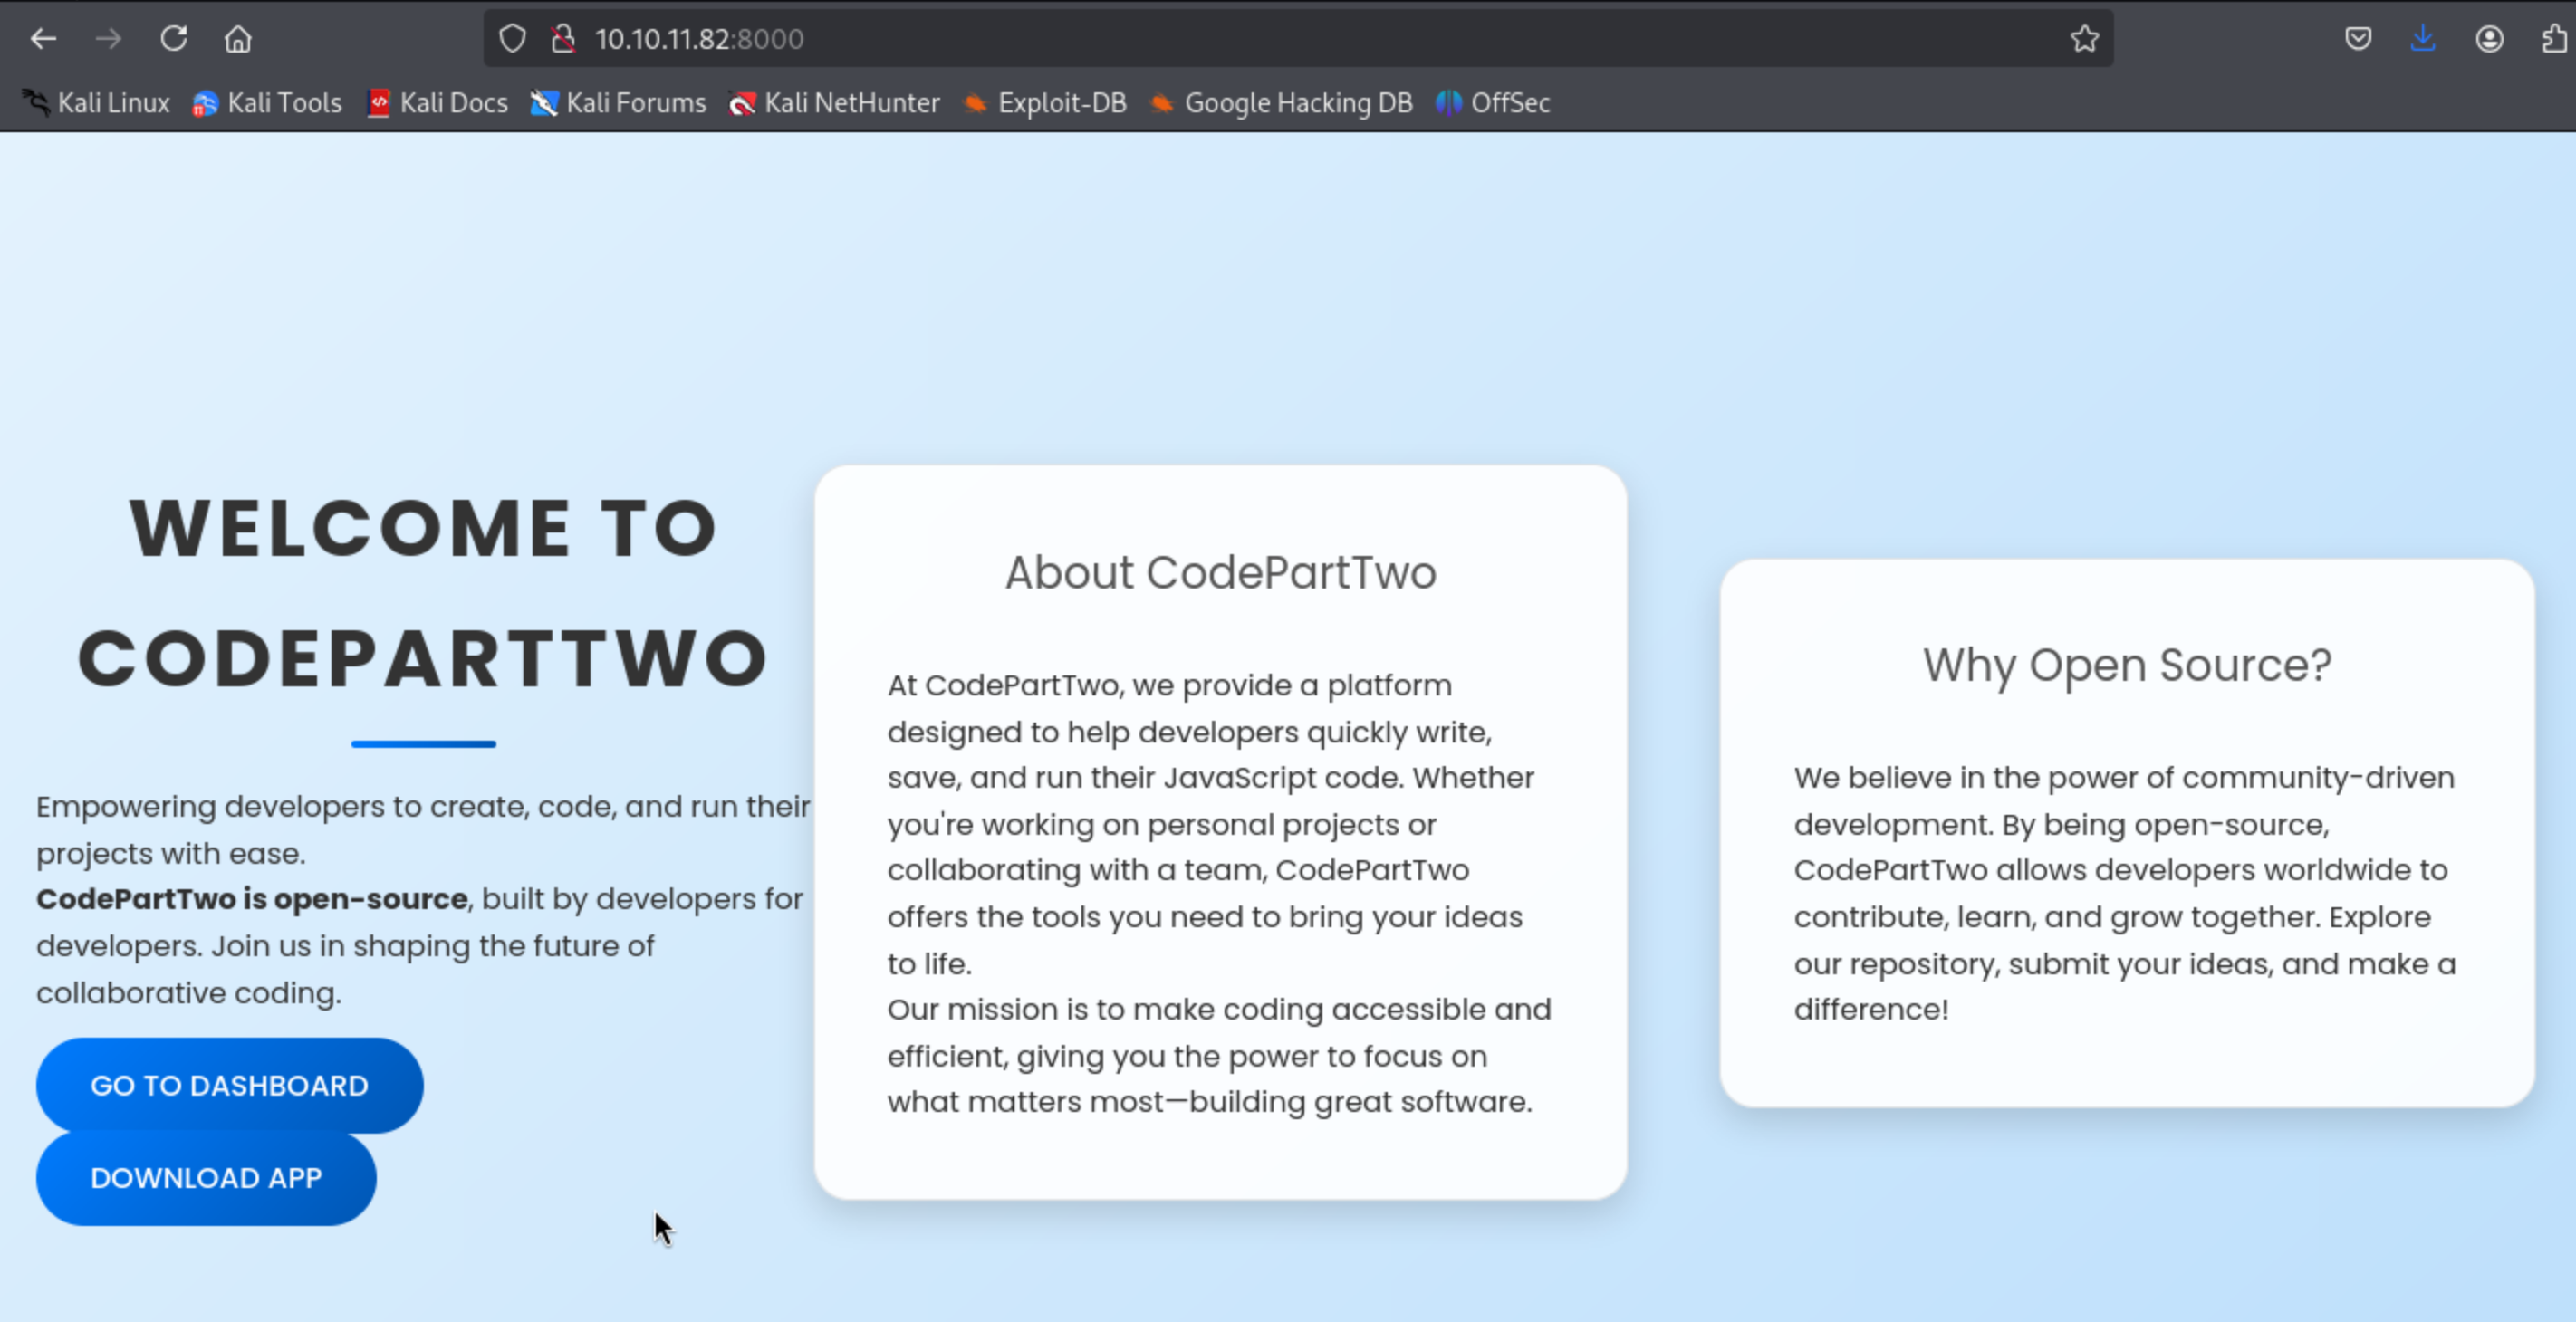 10.10.11.82:8000
Kali Linux Kali Tools Kali Docs Kali Forums Kali NetHunter Exploit-DB Google Hacking DB OffSec
WELCOME TO
CODEPARTTWO
Empowering developers to create, code, and run their
projects with ease.
CodePartTwo is open-source, built by developers for
developers. Join us in shaping the future of
collaborative coding.
GO TO DASHBOARD
DOWNLOAD APP
About CodePartTwo
At CodePartTwo, we provide a platform
designed to help developers quickly write,
save, and run their JavaScript code. Whether
you're working on personal projects or
collaborating with a team, CodePartTwo
offers the tools you need to bring your ideas
to life.
Our mission is to make coding accessible and
efficient, giving you the power to focus on
what matters most—building great software.
Why Open Source?
We believe in the power of community-driven
development. By being open-source,
CodePartTwo allows developers worldwide to
contribute, learn, and grow together. Explore
our repository, submit your ideas, and make a
difference!